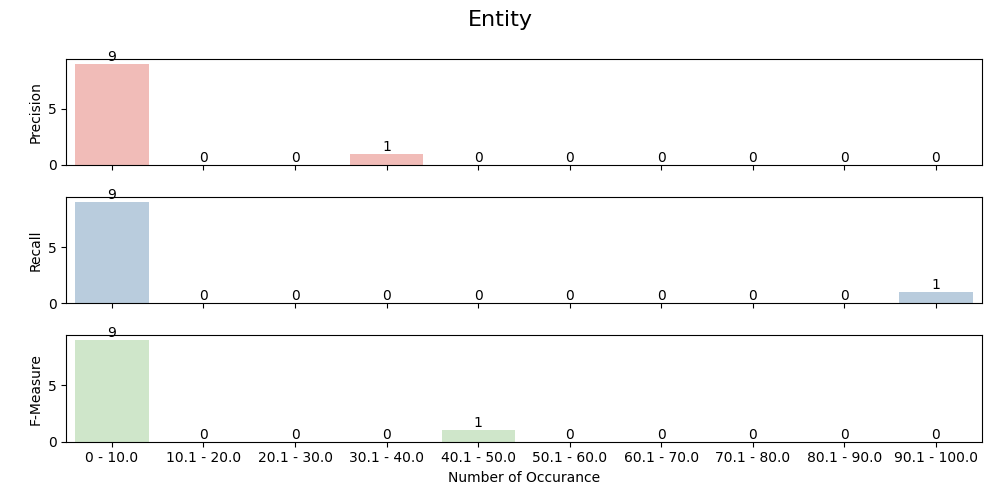 Entity
9 0 0 1 0 0 0 0 0 0
5
0
Precision
9 0 0 0 0 0 0 0 0 1
5
0
Recall
9 0 0 0 1 0 0 0 0 0
5
0
F-Measure
0 - 10.0 10.1 - 20.0 20.1 - 30.0 30.1 - 40.0 40.1 - 50.0 50.1 - 60.0 60.1 - 70.0 70.1 - 80.0 80.1 - 90.0 90.1 - 100.0
Number of Occurance